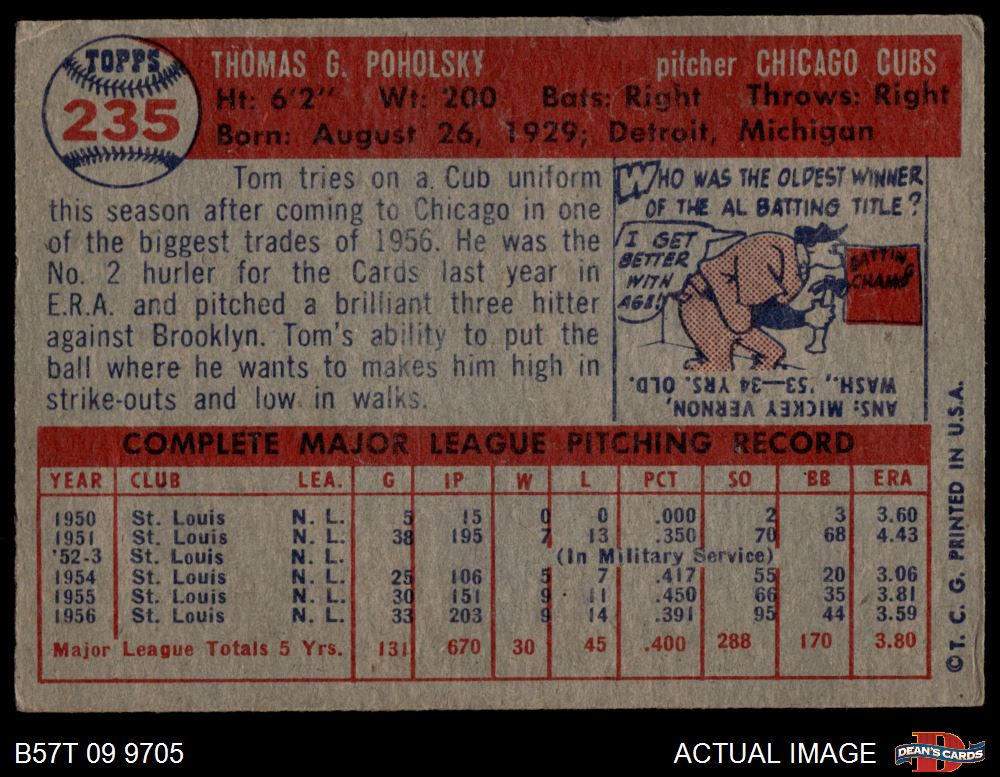 TOPPS
235
THOMAS G. POHOLSKY pitcher CHICAGO CUBS
Ht: 6'2" Wt: 200 Bats: Right Throws: Right
Born: August 26, 1929; Detroit, Michigan
Tom tries on a Cub uniform
this season after coming to Chicago in one
of the biggest trades of 1956. He was the
No. 2 hurler for the Cards last year in
E.R.A. and pitched a brilliant three hitter
against Brooklyn. Tom's ability to put the
ball where he wants to makes him high in
strike-outs and low in walks.
WHO WAS THE OLDEST WINNER
OF THE AL BATTING TITLE?
I GET
BETTER
WITH
AGE!
BATTING
CHAMP
ANS: MICKEY VERNON,
WASH., '53—34 YRS. OLD.
COMPLETE MAJOR LEAGUE PITCHING RECORD
YEAR CLUB LEA. G IP W L PCT SO BB ERA
1950 St. Louis N. L. 5 15 0 0 .000 2 3 3.60
1951 St. Louis N. L. 38 195 7 13 .350 70 68 4.43
'52-3 St. Louis N. L. (In Military Service)
1954 St. Louis N. L. 25 106 5 7 .417 55 20 3.06
1955 St. Louis N. L. 30 151 9 11 .450 66 35 3.81
1956 St. Louis N. L. 33 203 9 14 .391 95 44 3.59
Major League Totals 5 Yrs. 131 670 30 45 .400 288 170 3.80
© T. C. G. PRINTED IN U.S.A.
B57T 09 9705 ACTUAL IMAGE
DEAN'S CARDS